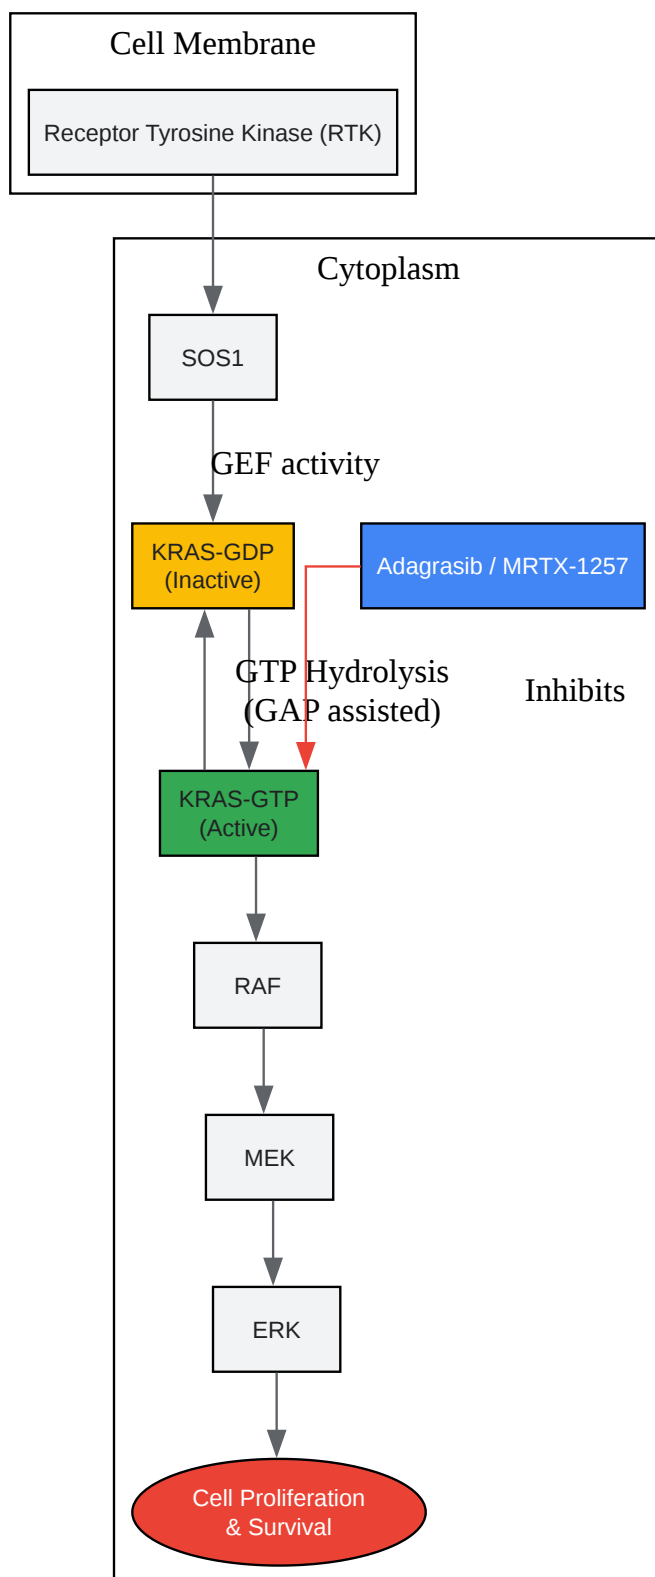 Cell Membrane
Receptor Tyrosine Kinase (RTK)
Cytoplasm
SOS1
GEF activity
KRAS-GDP
(Inactive)
Adagrasib / MRTX-1257
GTP Hydrolysis
(GAP assisted)
Inhibits
KRAS-GTP
(Active)
RAF
MEK
ERK
Cell Proliferation
& Survival